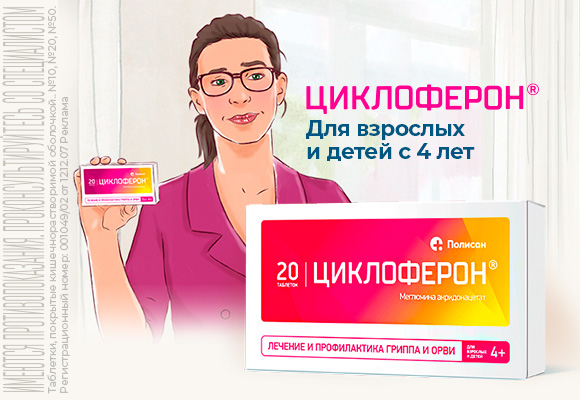 ИМЕЮТСЯ ПРОТИВОПОКАЗАНИЯ. ПРОКОНСУЛЬТИРУЙТЕСЬ СО СПЕЦИАЛИСТОМ
Таблетки, покрытые кишечнорастворимой оболочкой. №10, №20, №50.
Регистрационный номер: 001049/02 от 12.12.07 Реклама
ЦИКЛОФЕРОН®
Для взрослых
и детей с 4 лет
Полисан
20 ЦИКЛОФЕРОН®
Полисан
20 ТАБЛЕТОК
ЦИКЛОФЕРОН®
Меглюмина акридонацетат
ЛЕЧЕНИЕ И ПРОФИЛАКТИКА ГРИППА И ОРВИ
ДЛЯ ВЗРОСЛЫХ И ДЕТЕЙ 4+